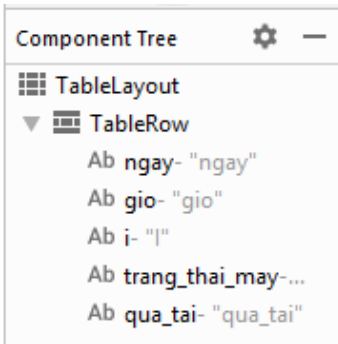 Component Tree
TableLayout
TableRow
Ab ngay- "ngay"
Ab gio- "gio"
Ab i- "I"
Ab trang_thai_may-...
Ab qua_tai- "qua_tai"